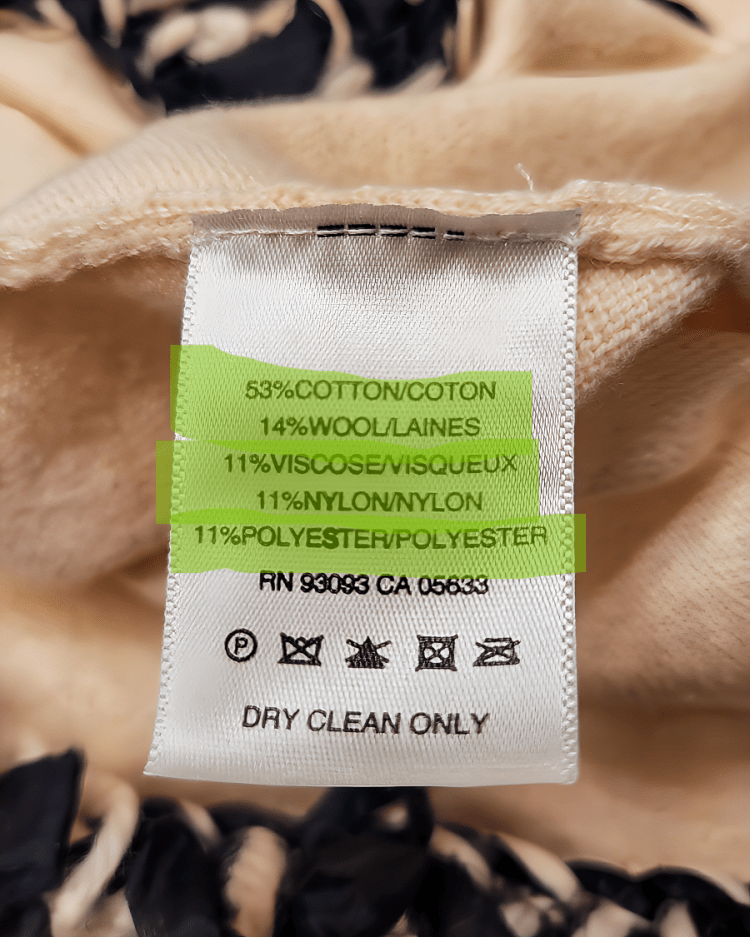 53%COTTON/COTON
14%WOOL/LAINES
11%VISCOSE/VISQUEUX
11%NYLON/NYLON
11%POLYESTER/POLYESTER
RN 93093 CA 05633
P
DRY CLEAN ONLY